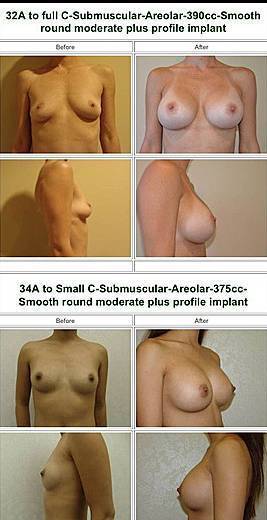 32A to full C-Submuscular-Areolar-390cc-Smooth
round moderate plus profile implant
Before After
34A to Small C-Submuscular-Areolar-375cc-
Smooth round moderate plus profile implant
Before After